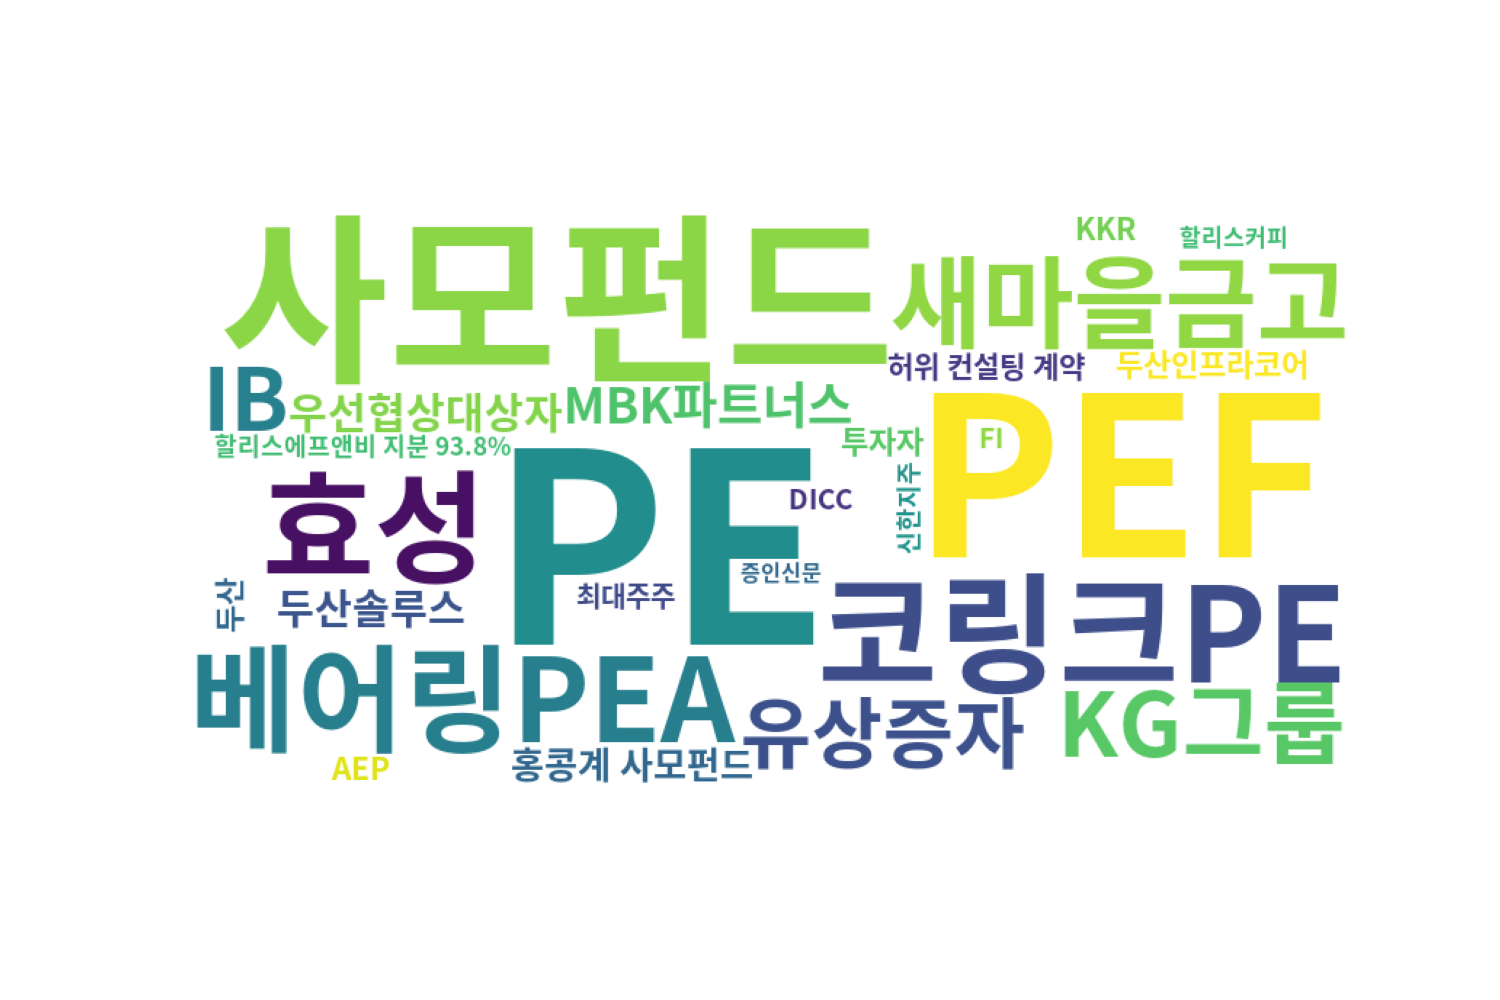 사모펀드
KKR
할리스커피
새마을금고
허위 컨설팅 계약
두산인프라코어
IB
우선협상대상자
MBK파트너스
할리스에프앤비 지분 93.8%
투자자
FI
PEF
PE
DICC
신한지주
효성
증인신문
최대주주
두산
두산솔루스
코링크PE
베어링PEA
유상증자
KG그룹
AEP
홍콩계 사모펀드